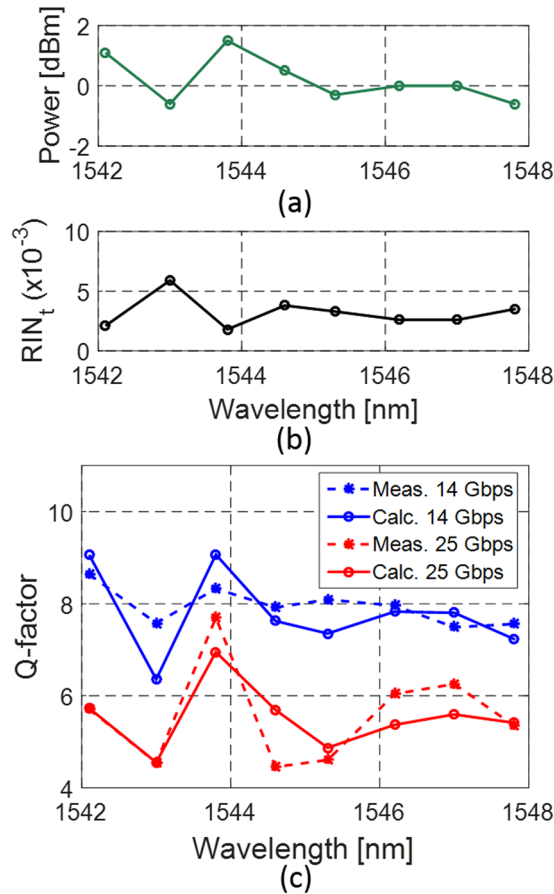 Power [dBm]
2
0
-2
1542 1544 1546 1548
(a)
RINt (x10^-3)
10
5
0
1542 1544 1546 1548
Wavelength [nm]
(b)
Q-factor
10
8
6
4
Meas. 14 Gbps
Calc. 14 Gbps
Meas. 25 Gbps
Calc. 25 Gbps
1542 1544 1546 1548
Wavelength [nm]
(c)